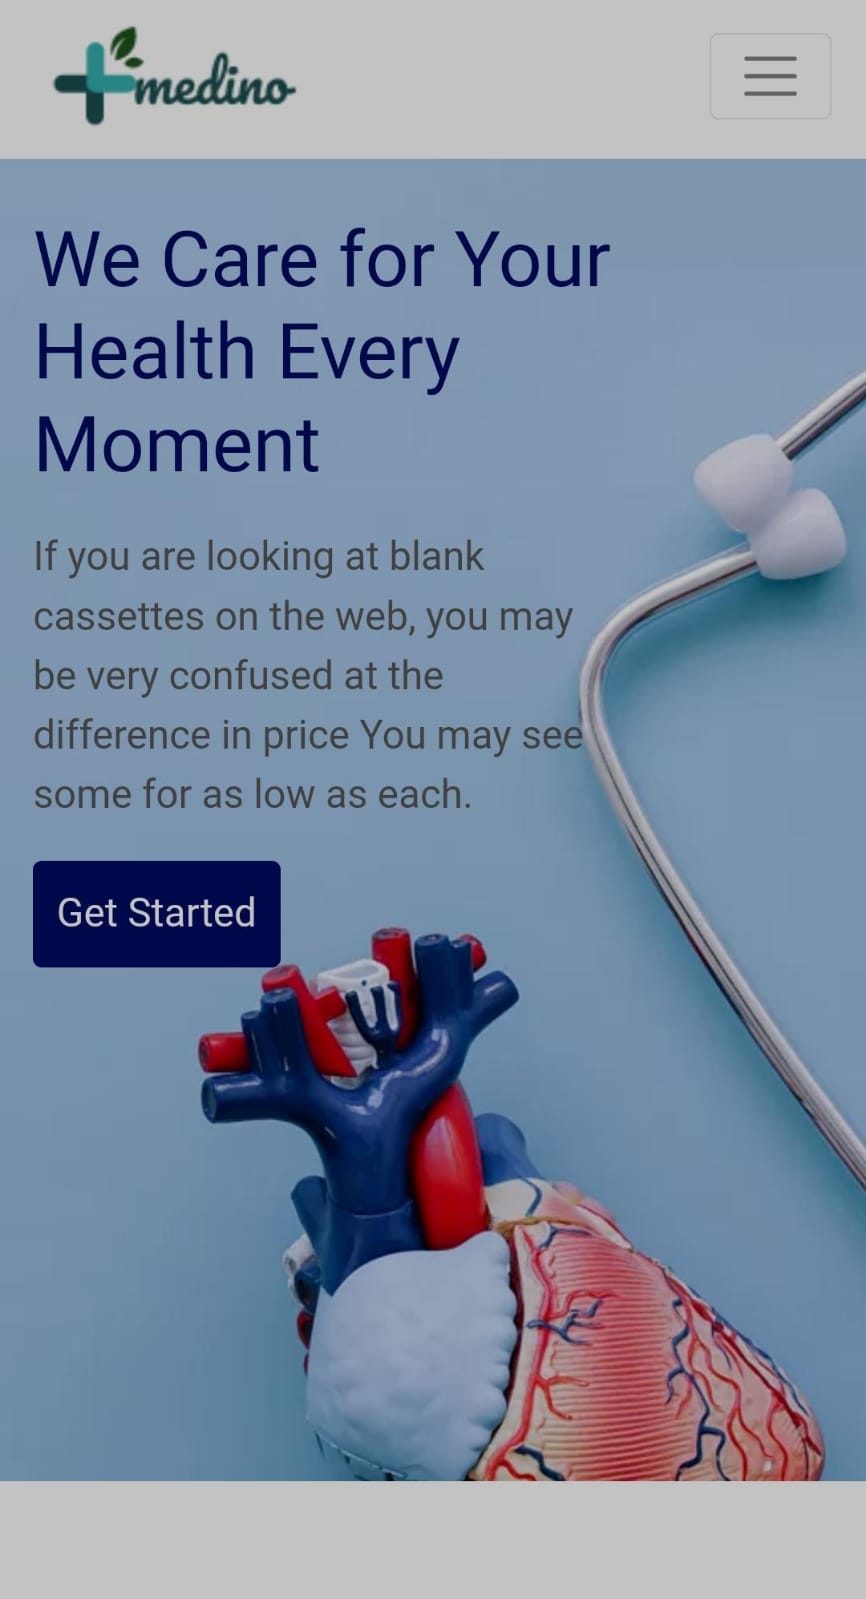 medino
We Care for Your
Health Every
Moment
If you are looking at blank
cassettes on the web, you may
be very confused at the
difference in price You may see
some for as low as each.
Get Started